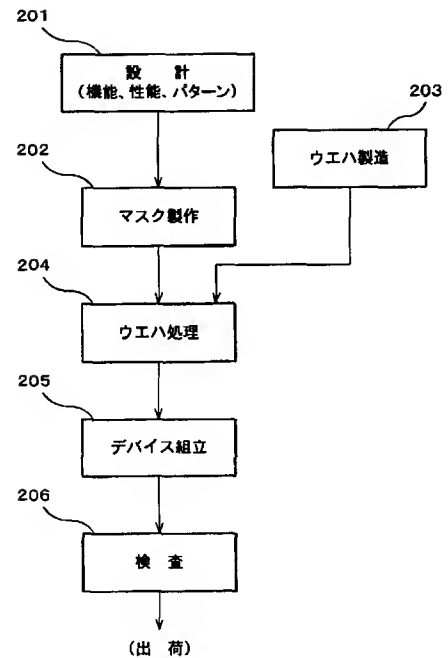 201
設 計
(機能、性能、パターン)
202
203
マスク製作
ウエハ製造
204
ウエハ処理
205
デバイス組立
206
検 査
(出 荷)